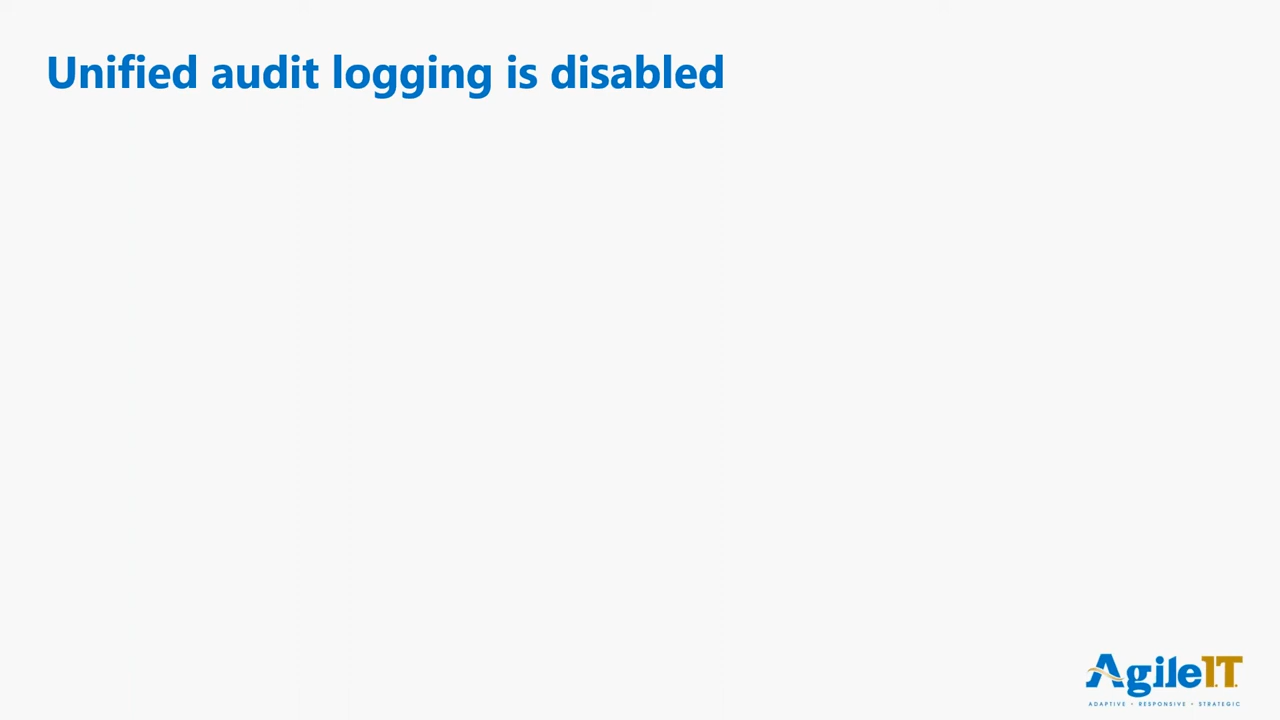 Unified audit logging is disabled
AgileIT
ADAPTIVE • RESPONSIVE • STRATEGIC